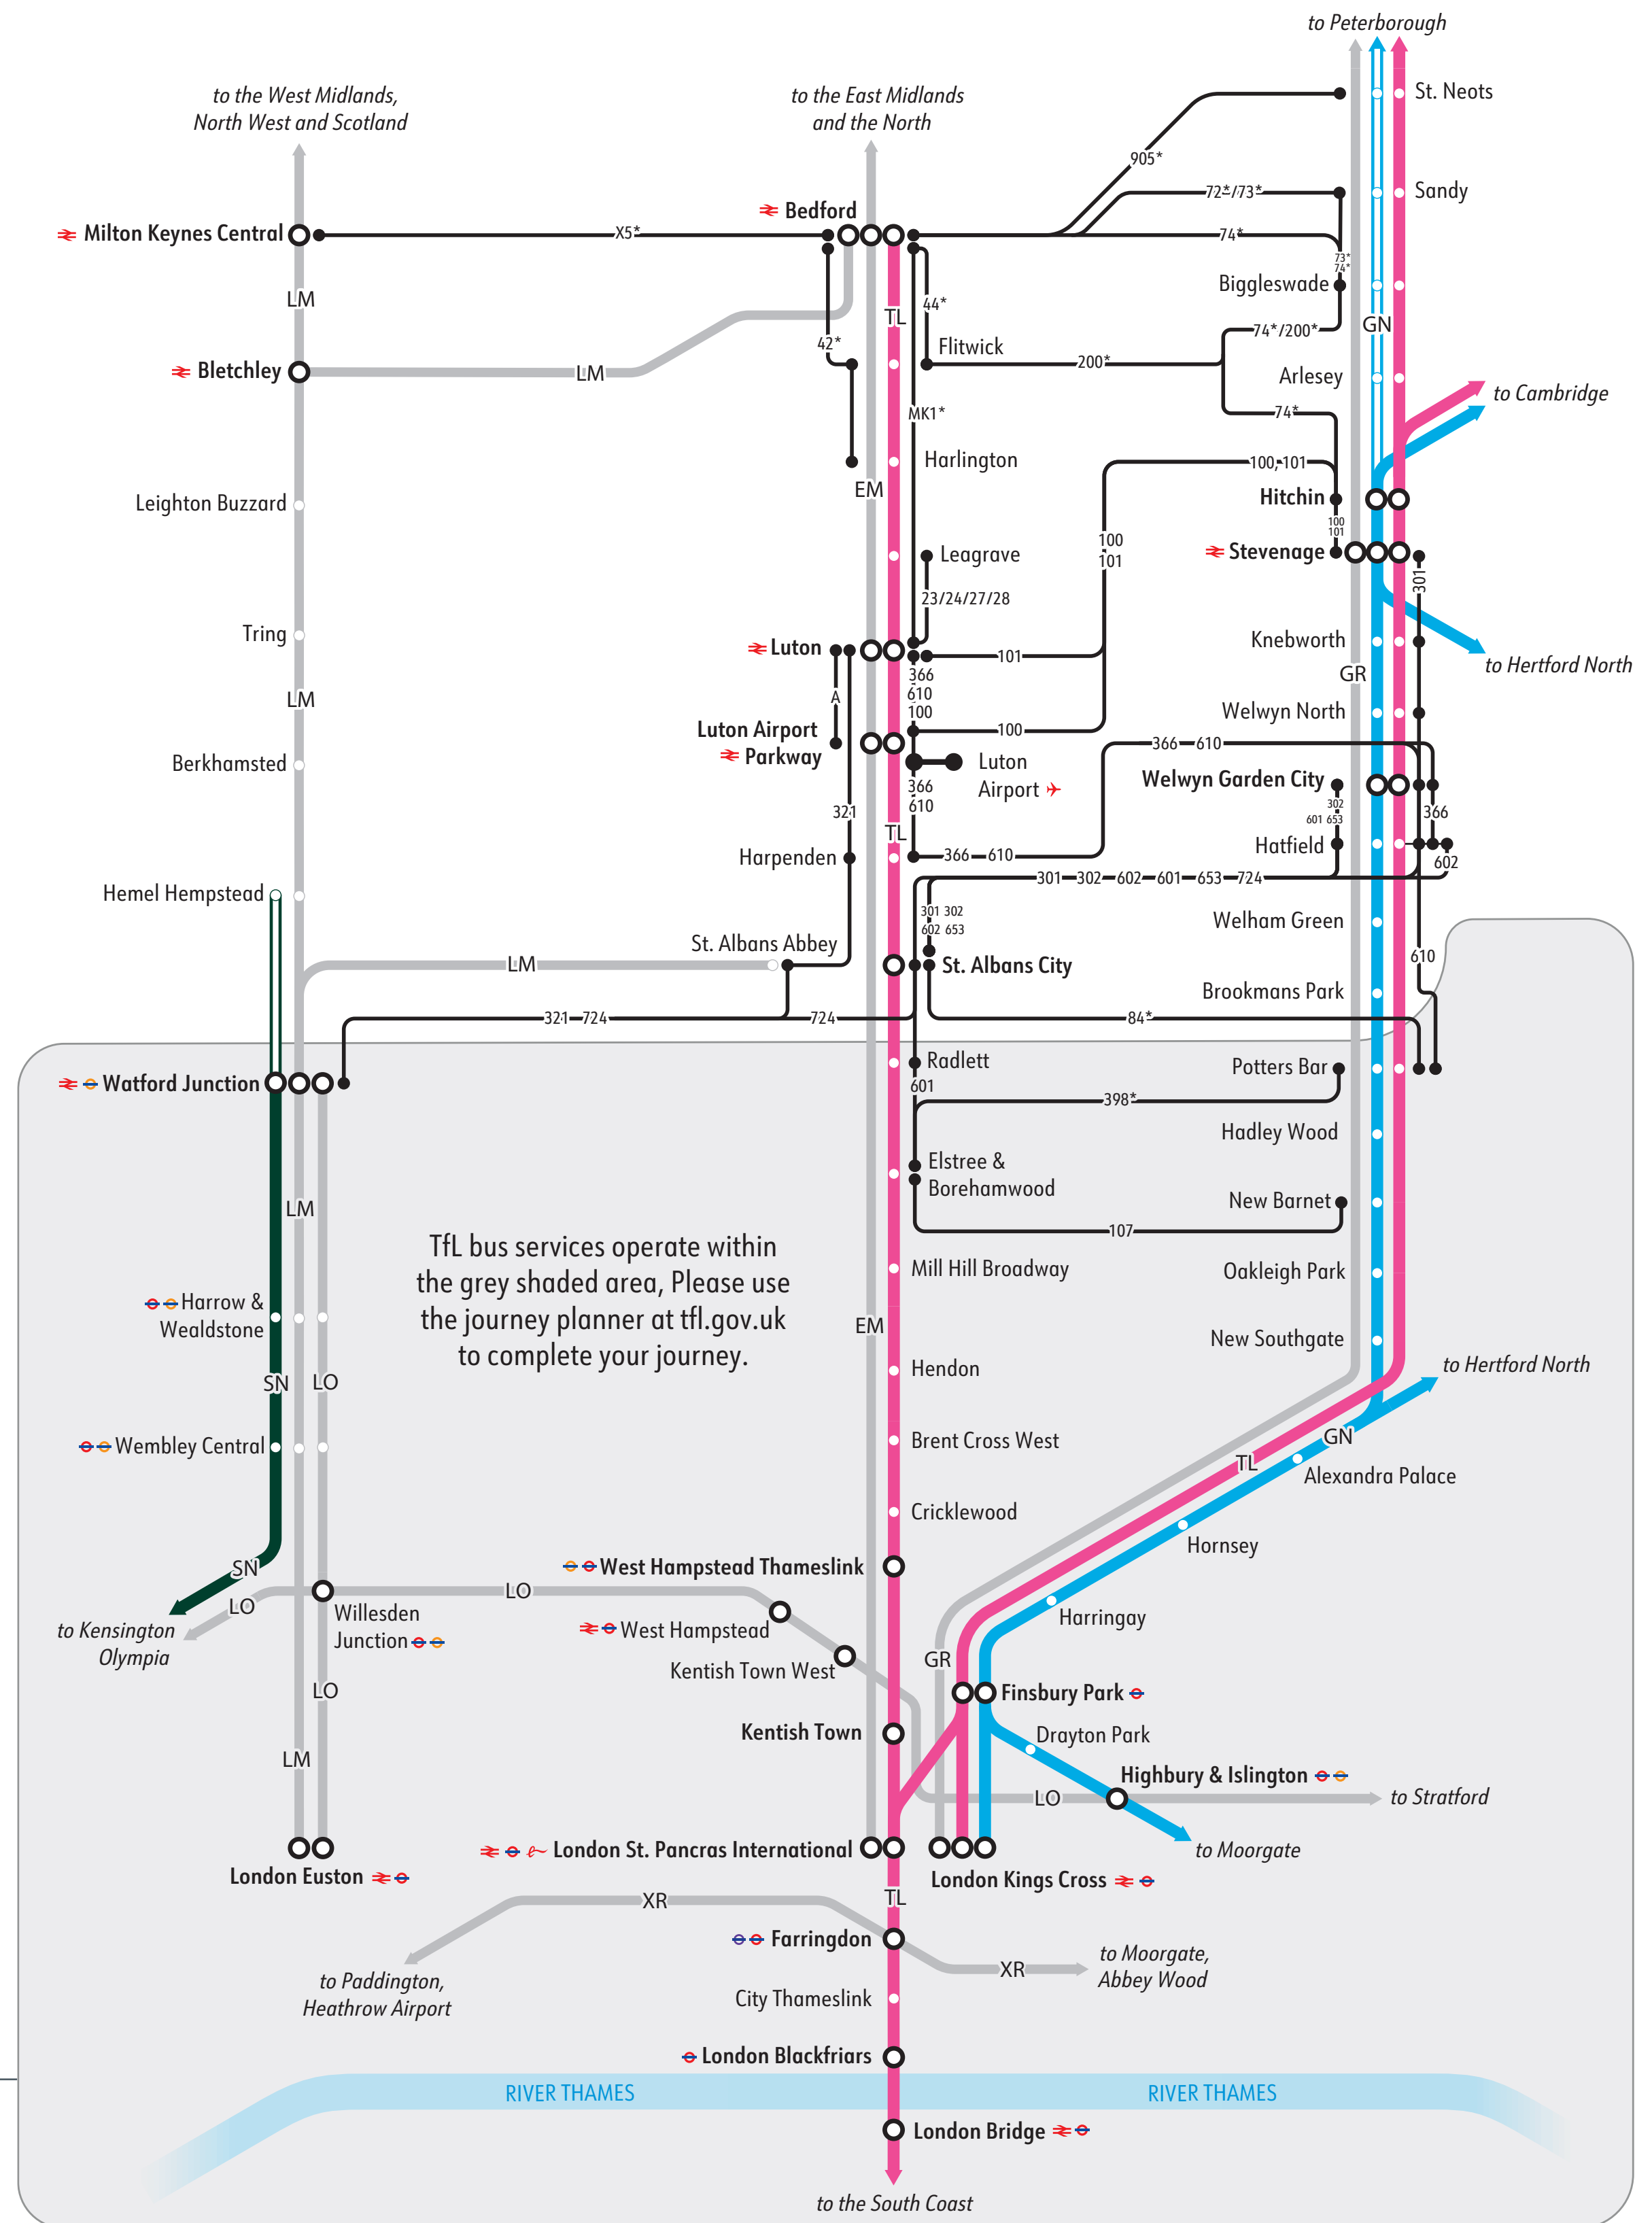 to Peterborough
to the West Midlands,
North West and Scotland
to the East Midlands
and the North
St. Neots
905*
72*/73*
Sandy
Bedford
Milton Keynes Central
X5*
74*
73*
74*
Biggleswade
LM
44*
TL
GN
74*/200*
42*
Flitwick
200*
Bletchley
LM
Arlesey
to Cambridge
MK1*
74*
Harlington
100,101
EM
Hitchin
Leighton Buzzard
100
101
100
101
Stevenage
Leagrave
301
23/24/27/28
Tring
Knebworth
Luton
101
to Hertford North
366
610
100
GR
LM
A
Welwyn North
Luton Airport
Parkway
100
366 610
Berkhamsted
Luton
Airport
Welwyn Garden City
366
610
302
601 653
366
321
TL
Hatfield
Harpenden
366 610
602
301 302 602 601 653 724
Hemel Hempstead
301 302
602 653
Welham Green
St. Albans Abbey
610
LM
St. Albans City
Brookmans Park
321 724
724
84*
Radlett
Potters Bar
Watford Junction
601
398*
Hadley Wood
Elstree &
Borehamwood
New Barnet
LM
107
TfL bus services operate within
the grey shaded area, Please use
the journey planner at tfl.gov.uk
to complete your journey.
Mill Hill Broadway
Oakleigh Park
Harrow &
Wealdstone
EM
New Southgate
Hendon
to Hertford North
SN
LO
Wembley Central
Brent Cross West
GN
TL
Alexandra Palace
Cricklewood
Hornsey
West Hampstead Thameslink
SN
LO
LO
Willesden
Junction
Harringay
to Kensington
Olympia
West Hampstead
Kentish Town West
GR
LO
Finsbury Park
Kentish Town
Drayton Park
LM
Highbury & Islington
LO
to Stratford
London St. Pancras International
to Moorgate
London Euston
London Kings Cross
XR
TL
Farringdon
to Moorgate,
Abbey Wood
XR
to Paddington,
Heathrow Airport
City Thameslink
London Blackfriars
RIVER THAMES
RIVER THAMES
London Bridge
to the South Coast